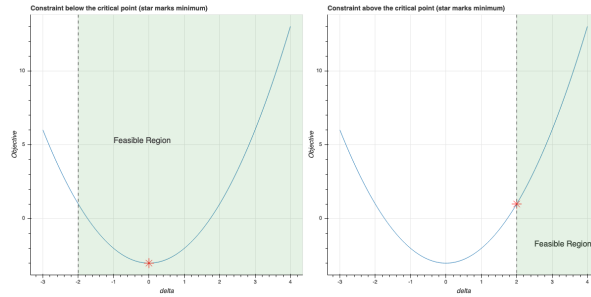 Constraint below the critical point (star marks minimum)
10
5
0
Objective
Feasible Region
-3 -2 -1 0 1 2 3 4
delta
Constraint above the critical point (star marks minimum)
10
5
0
Objective
Feasible Region
-3 -2 -1 0 1 2 3 4
delta